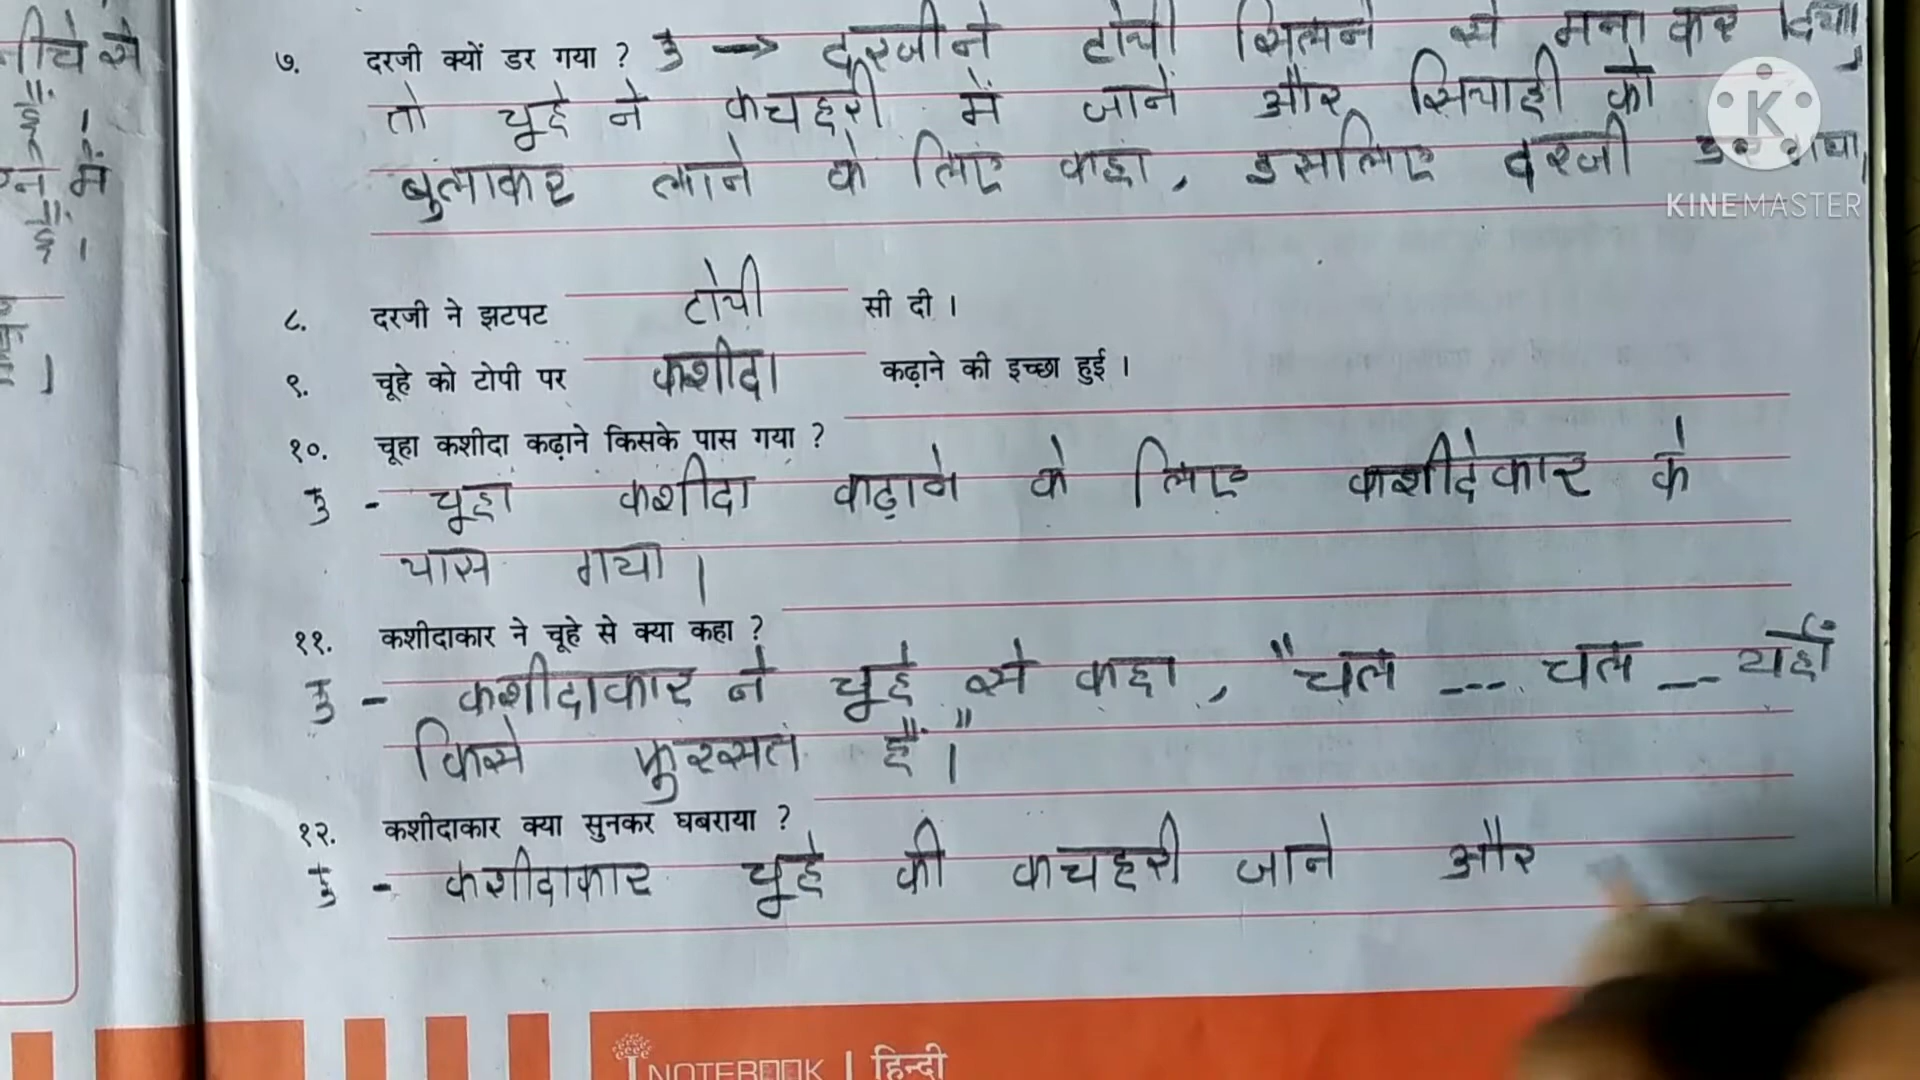 नीचे से
हैं ।
में
हैं ।
७. दरजी क्यों डर गया ? उ → दरजीने टोपी सिलने से मना कर दिया,
तो चूहे ने कचहरी में जाने और सिपाही को
बुलाकर लाने के लिए कहा, इसलिए दरजी डर गया।
K
KINEMASTER
८. दरजी ने झटपट टोपी सी दी ।
९. चूहे को टोपी पर कशीदा कढ़ाने की इच्छा हुई ।
१०. चूहा कशीदा कढ़ाने किसके पास गया ?
उ - चूहा कशीदा कढ़ाने के लिए कशीदेकार के
पास गया ।
११. कशीदाकार ने चूहे से क्या कहा ?
उ - कशीदाकार ने चूहे से कहा, "चल --- चल -- यहाँ
किसे फुरसत हैं।"
१२. कशीदाकार क्या सुनकर घबराया ?
उ - कशीदाकार चूहे की कचहरी जाने और
NOTEBOOK | हिन्दी